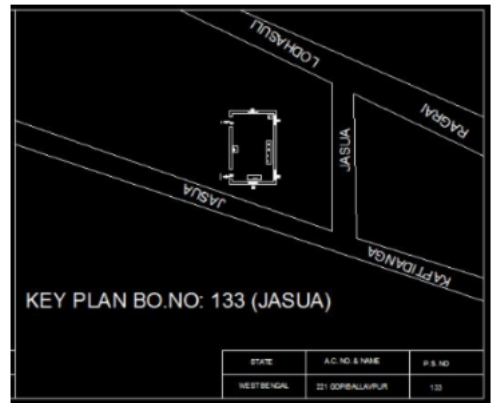 LODHASULI
RAGRAI
JASUA
JASUA
KAPTIDANGA
KEY PLAN BO.NO: 133 (JASUA)
STATE A.C. NO. & NAME P.S. NO
WEST BENGAL 221 GOPIBALLAVPUR 133